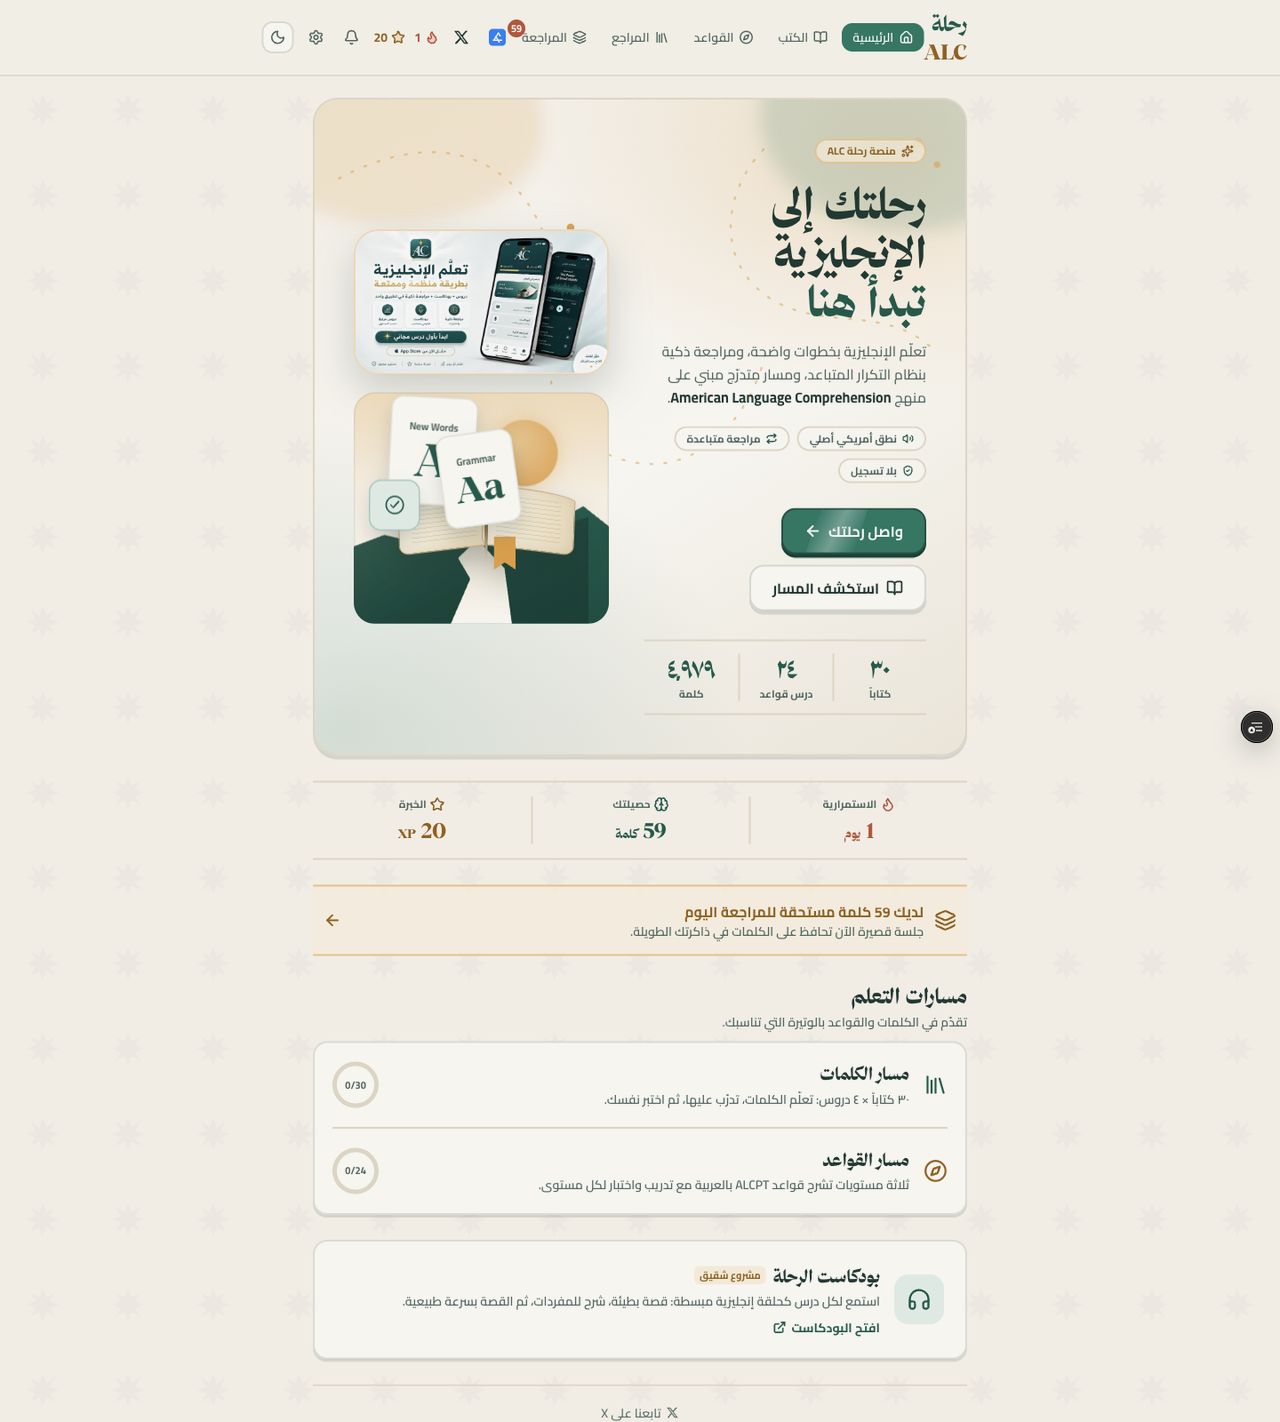 رحلة
ALC
الرئيسية
الكتب
القواعد
المراجع
المراجعة
59
1
20
منصة رحلة ALC
رحلتك إلى
الإنجليزية
تبدأ هنا
تعلّم الإنجليزية بخطوات واضحة، ومراجعة ذكية
بنظام التكرار المتباعد، ومسار متدرّج مبني على
منهج American Language Comprehension.
نطق أمريكي أصلي
مراجعة متباعدة
بلا تسجيل
واصل رحلتك
استكشف المسار
٣٠
كتاباً
٢٤
درس قواعد
٤٬٩٧٩
كلمة
تعلّم الإنجليزية
بطريقة منظمة وممتعة
ابدأ بأول درس مجاني
App Store
New Words
A
Grammar
Aa
الاستمرارية
1 يوم
حصيلتك
59 كلمة
الخبرة
20 XP
لديك 59 كلمة مستحقة للمراجعة اليوم
جلسة قصيرة الآن تحافظ على الكلمات في ذاكرتك الطويلة.
مسارات التعلم
تقدّم في الكلمات والقواعد بالوتيرة التي تناسبك.
مسار الكلمات
٣٠ كتاباً × ٤ دروس: تعلّم الكلمات، تدرّب عليها، ثم اختبر نفسك.
0/30
مسار القواعد
ثلاثة مستويات تشرح قواعد ALCPT بالعربية مع تدريب واختبار لكل مستوى.
0/24
بودكاست الرحلة
مشروع شقيق
استمع لكل درس كحلقة إنجليزية مبسطة: قصة بطيئة، شرح للمفردات، ثم القصة بسرعة طبيعية.
افتح البودكاست
تابعنا على X